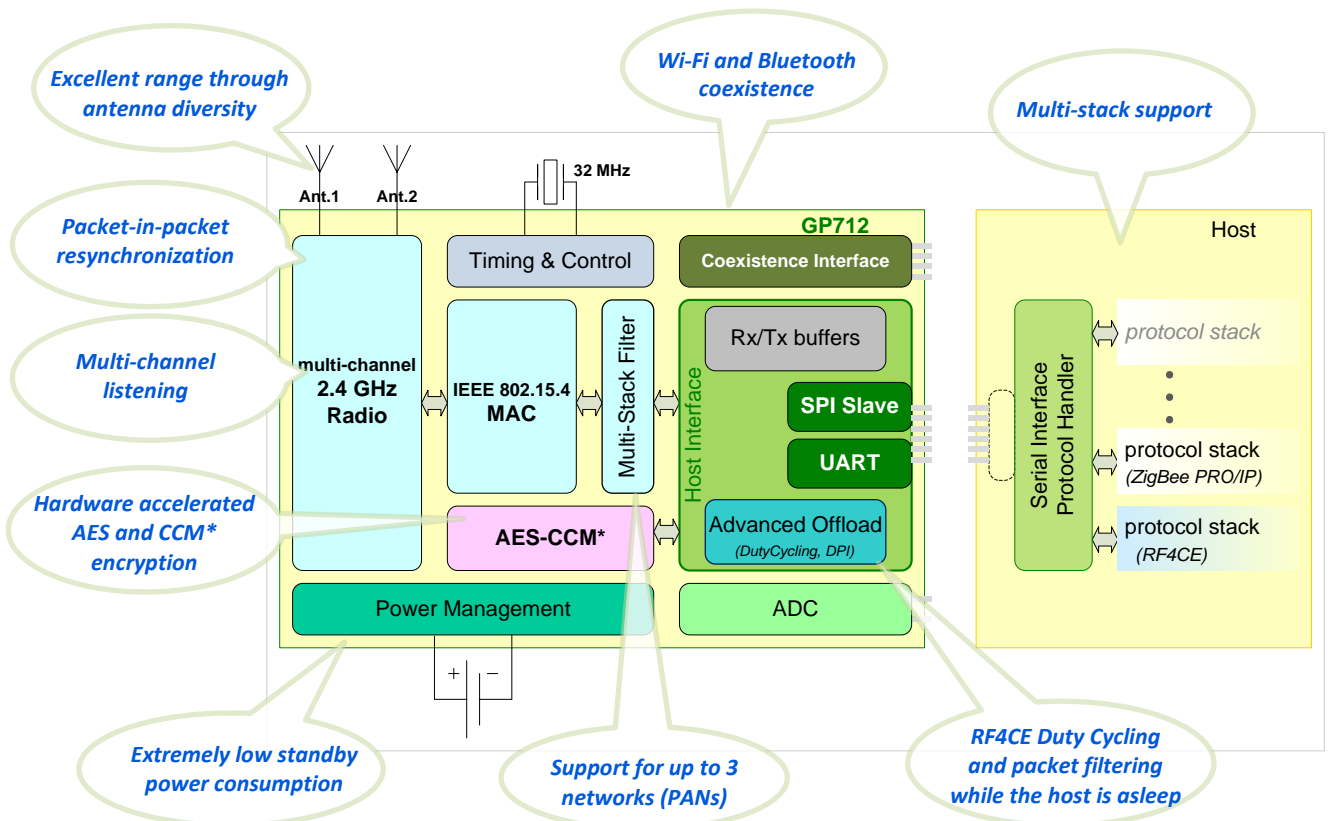 Excellent range through
antenna diversity
Wi-Fi and Bluetooth
coexistence
Multi-stack support
32 MHz
Ant.1
Ant.2
Packet-in-packet
resynchronization
GP712
Host
Timing & Control
Coexistence Interface
Rx/Tx buffers
protocol stack
Multi-channel
listening
multi-channel
2.4 GHz
Radio
IEEE 802.15.4
MAC
Multi-Stack Filter
Host Interface
SPI Slave
UART
Serial Interface
Protocol Handler
protocol stack
(ZigBee PRO/IP)
Hardware accelerated
AES and CCM*
encryption
AES-CCM*
Advanced Offload
(DutyCycling, DPI)
protocol stack
(RF4CE)
Power Management
ADC
+
−
Extremely low standby
power consumption
Support for up to 3
networks (PANs)
RF4CE Duty Cycling
and packet filtering
while the host is asleep